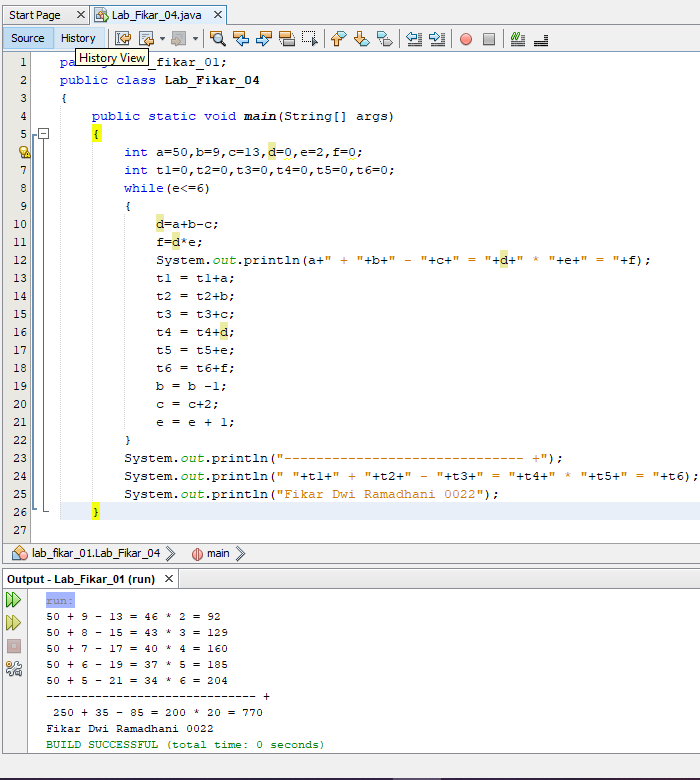 Start Page
Lab_Fikar_04.java
Source History
History View
1 pa _fikar_01;
2 public class Lab_Fikar_04
3 {
4 public static void main(String[] args)
5 {
int a=50,b=9,c=13,d=0,e=2,f=0;
7 int t1=0,t2=0,t3=0,t4=0,t5=0,t6=0;
8 while(e<=6)
9 {
10 d=a+b-c;
11 f=d*e;
12 System.out.println(a+" + "+b+" - "+c+" = "+d+" * "+e+" = "+f);
13 t1 = t1+a;
14 t2 = t2+b;
15 t3 = t3+c;
16 t4 = t4+d;
17 t5 = t5+e;
18 t6 = t6+f;
19 b = b -1;
20 c = c+2;
21 e = e + 1;
22 }
23 System.out.println("------------------------------ +");
24 System.out.println(" "+t1+" + "+t2+" - "+t3+" = "+t4+" * "+t5+" = "+t6);
25 System.out.println("Fikar Dwi Ramadhani 0022");
26 }
27
lab_fikar_01.Lab_Fikar_04 main
Output - Lab_Fikar_01 (run)
run:
50 + 9 - 13 = 46 * 2 = 92
50 + 8 - 15 = 43 * 3 = 129
50 + 7 - 17 = 40 * 4 = 160
50 + 6 - 19 = 37 * 5 = 185
50 + 5 - 21 = 34 * 6 = 204
------------------------------ +
250 + 35 - 85 = 200 * 20 = 770
Fikar Dwi Ramadhani 0022
BUILD SUCCESSFUL (total time: 0 seconds)